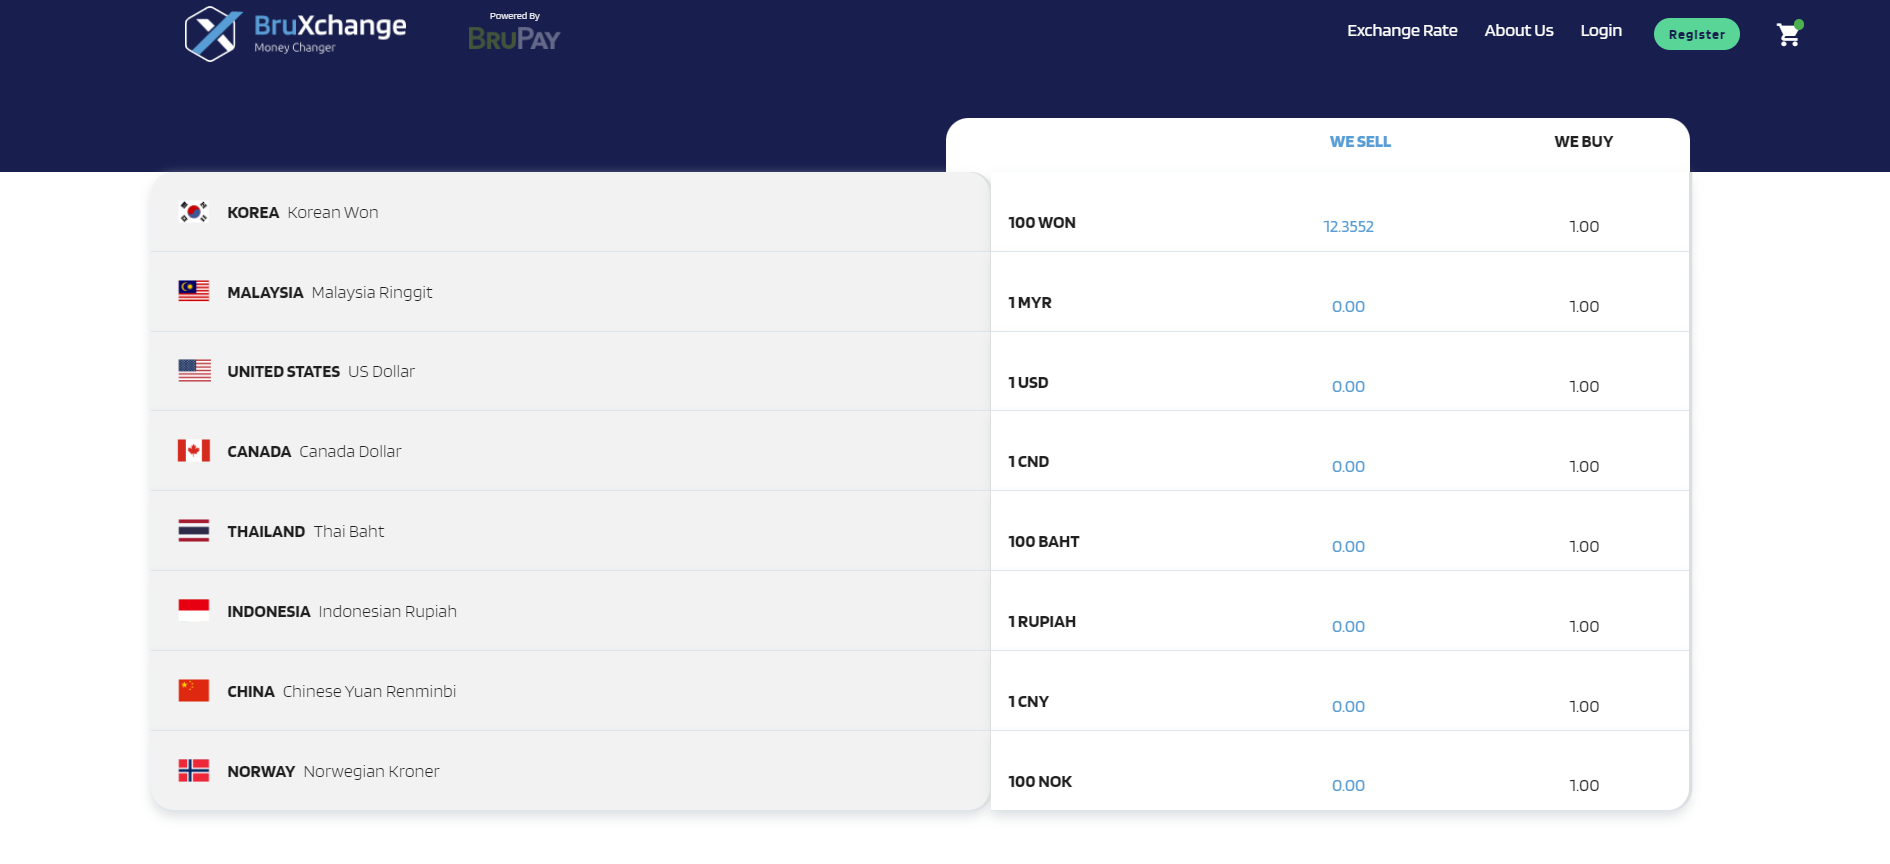 BruXchange
Money Changer
Powered By
BRUPAY
Exchange Rate About Us Login Register
WE SELL WE BUY
KOREA Korean Won 100 WON 12.3552 1.00
MALAYSIA Malaysia Ringgit 1 MYR 0.00 1.00
UNITED STATES US Dollar 1 USD 0.00 1.00
CANADA Canada Dollar 1 CND 0.00 1.00
THAILAND Thai Baht 100 BAHT 0.00 1.00
INDONESIA Indonesian Rupiah 1 RUPIAH 0.00 1.00
CHINA Chinese Yuan Renminbi 1 CNY 0.00 1.00
NORWAY Norwegian Kroner 100 NOK 0.00 1.00